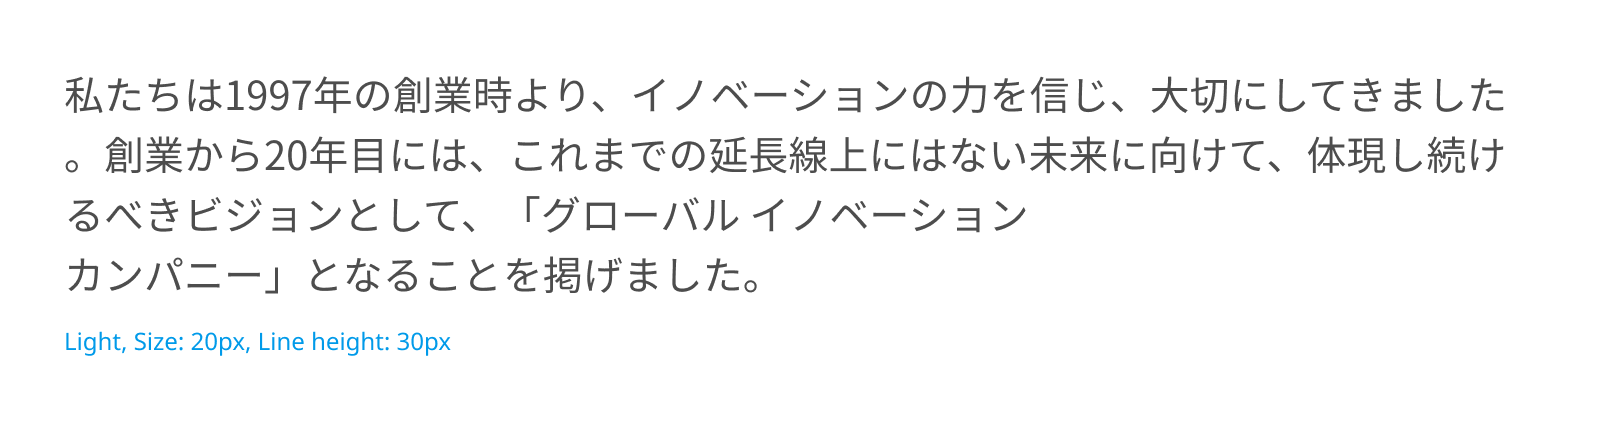 私たちは1997年の創業時より、イノベーションの力を信じ、大切にしてきました
。創業から20年目には、これまでの延長線上にはない未来に向けて、体現し続け
るべきビジョンとして、「グローバル イノベーション
カンパニー」となることを掲げました。
Light, Size: 20px, Line height: 30px